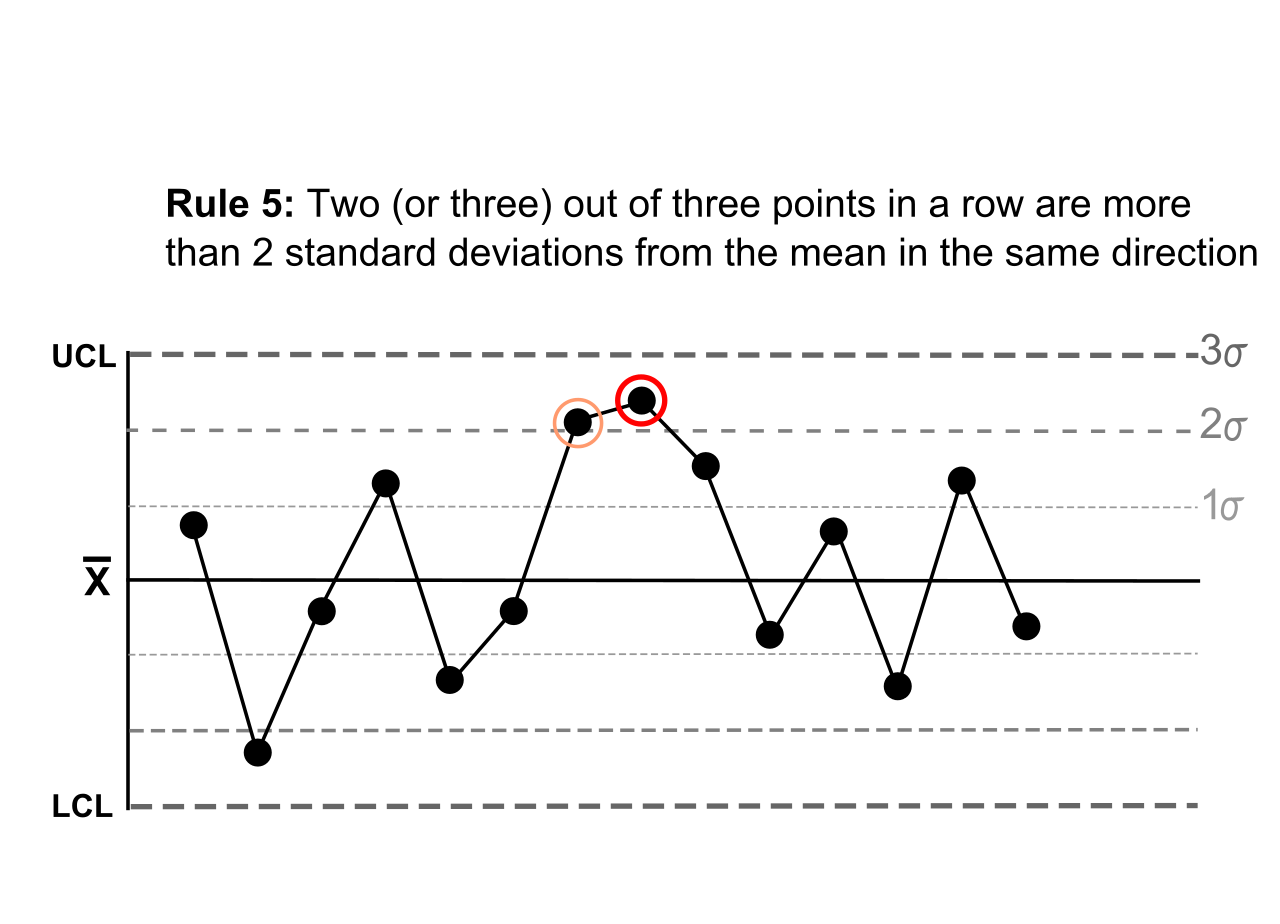 Rule 5: Two (or three) out of three points in a row are more
than 2 standard deviations from the mean in the same direction
UCL
3σ
2σ
1σ
X̅
LCL